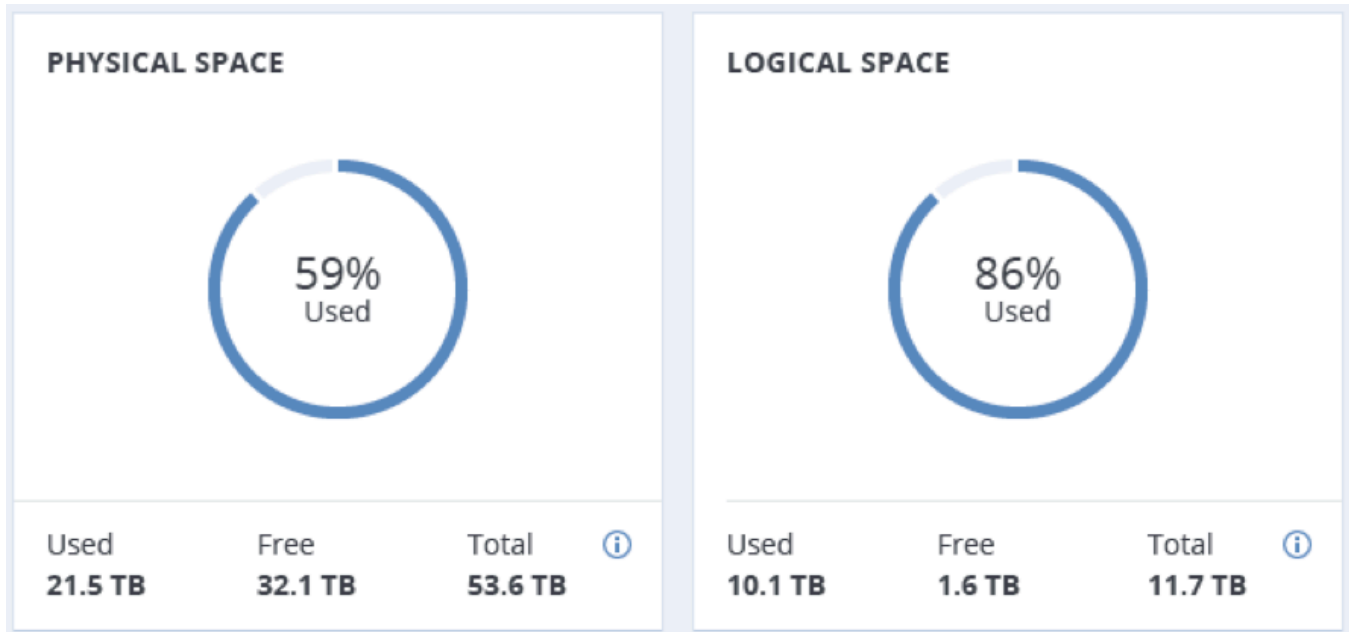 PHYSICAL SPACE
59%
Used
Used Free Total
21.5 TB 32.1 TB 53.6 TB
LOGICAL SPACE
86%
Used
Used Free Total
10.1 TB 1.6 TB 11.7 TB